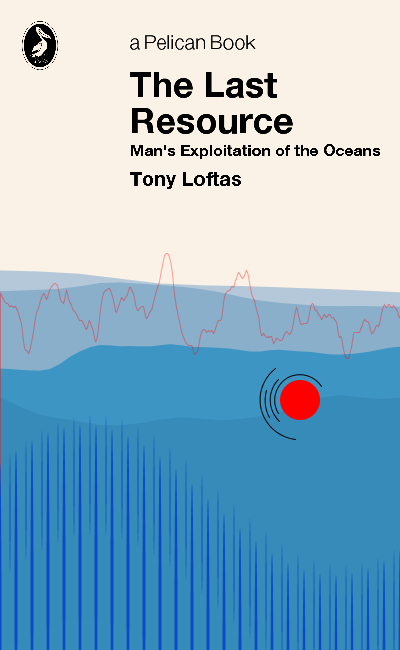 a Pelican Book
The Last
Resource
Man's Exploitation of the Oceans
Tony Loftas